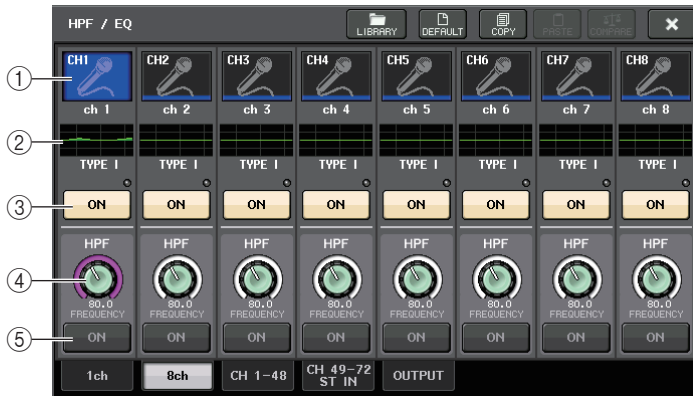 HPF / EQ
LIBRARY DEFAULT COPY PASTE COMPARE ×
CH1 CH2 CH3 CH4 CH5 CH6 CH7 CH8
① ch 1 ch 2 ch 3 ch 4 ch 5 ch 6 ch 7 ch 8
② TYPE I TYPE I TYPE I TYPE I TYPE I TYPE I TYPE I TYPE I
③ ON ON ON ON ON ON ON ON
HPF HPF HPF HPF HPF HPF HPF HPF
④ 80.0 80.0 80.0 80.0 80.0 80.0 80.0 80.0
FREQUENCY FREQUENCY FREQUENCY FREQUENCY FREQUENCY FREQUENCY FREQUENCY FREQUENCY
⑤ ON ON ON ON ON ON ON ON
1ch 8ch CH 1-48 CH 49-72 OUTPUT
ST IN